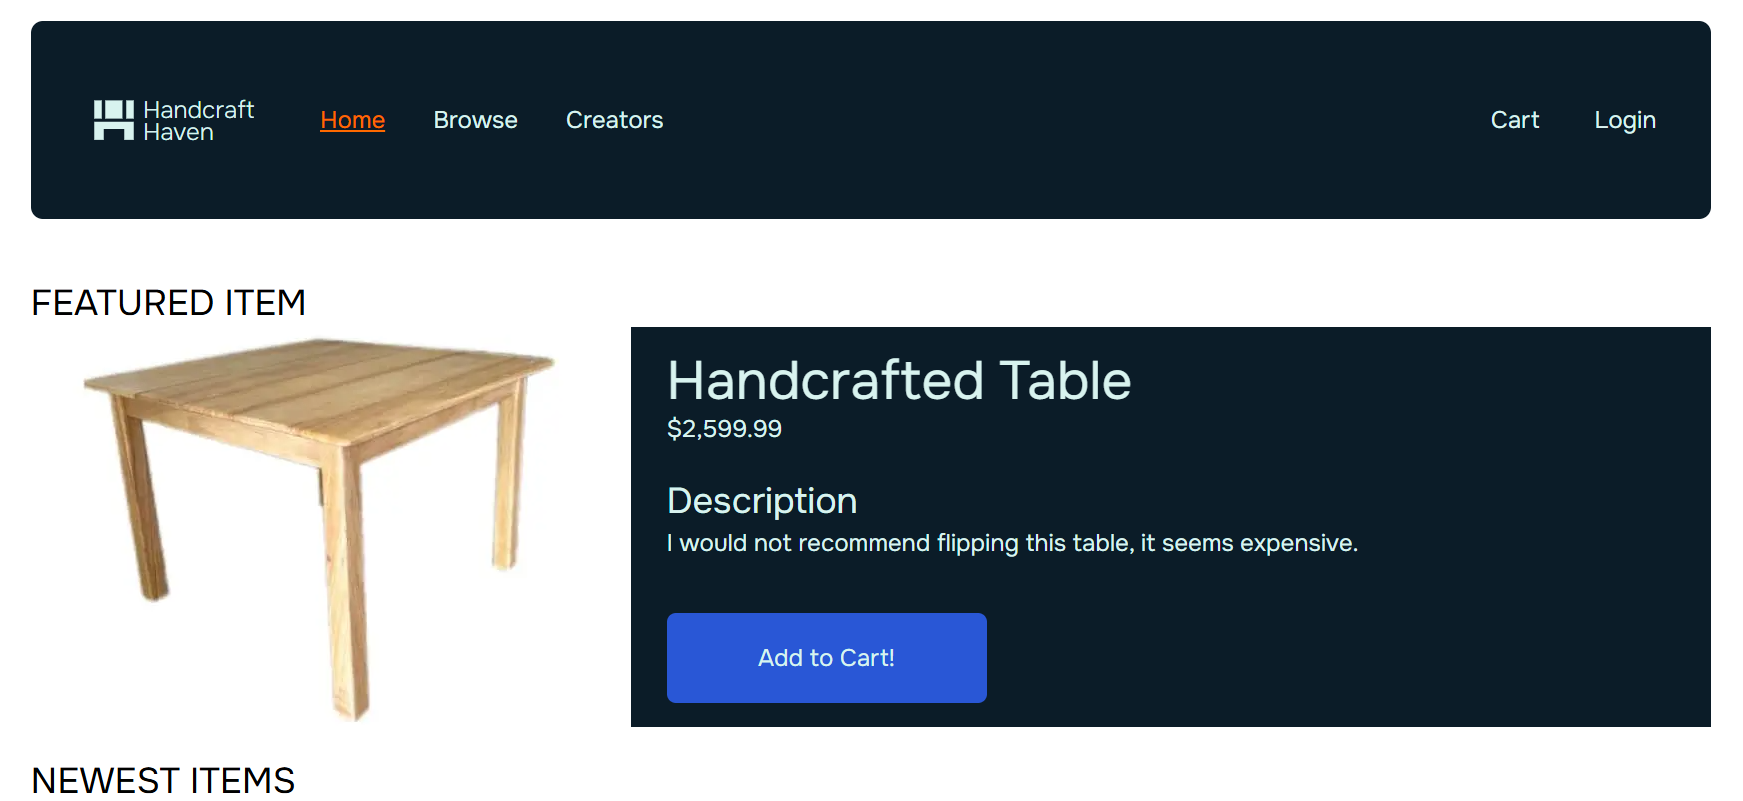 Handcraft
Haven
Home Browse Creators Cart Login
FEATURED ITEM
Handcrafted Table
$2,599.99
Description
I would not recommend flipping this table, it seems expensive.
Add to Cart!
NEWEST ITEMS